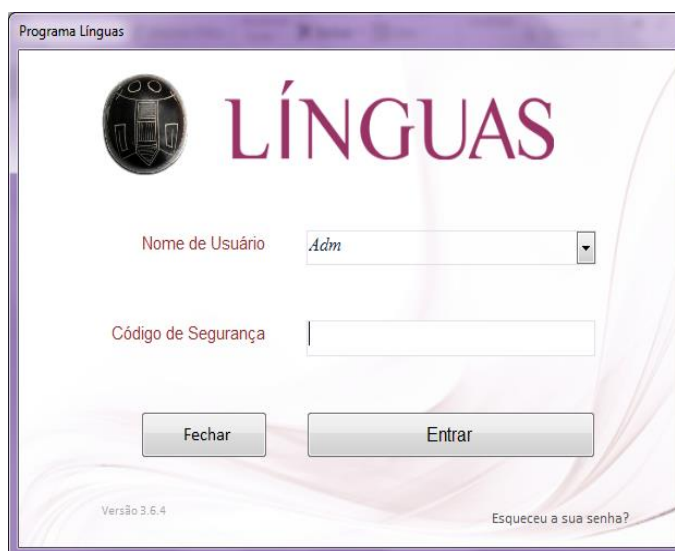 Programa Línguas
LÍNGUAS
Nome de Usuário
Adm
Código de Segurança
Fechar
Entrar
Versão 3.6.4
Esqueceu a sua senha?